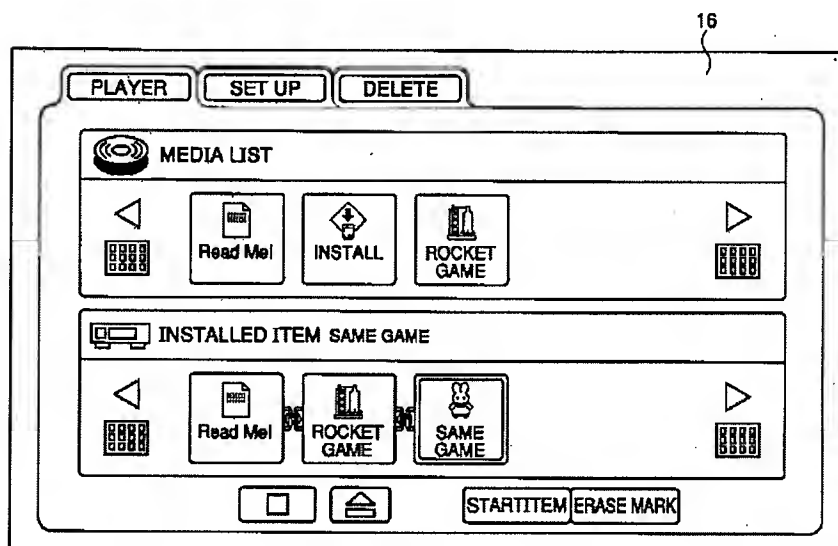 16
PLAYER SET UP DELETE
MEDIA LIST
Read Me!
INSTALL
ROCKET
GAME
INSTALLED ITEM SAME GAME
Read Me!
ROCKET
GAME
SAME
GAME
STARTITEM ERASE MARK